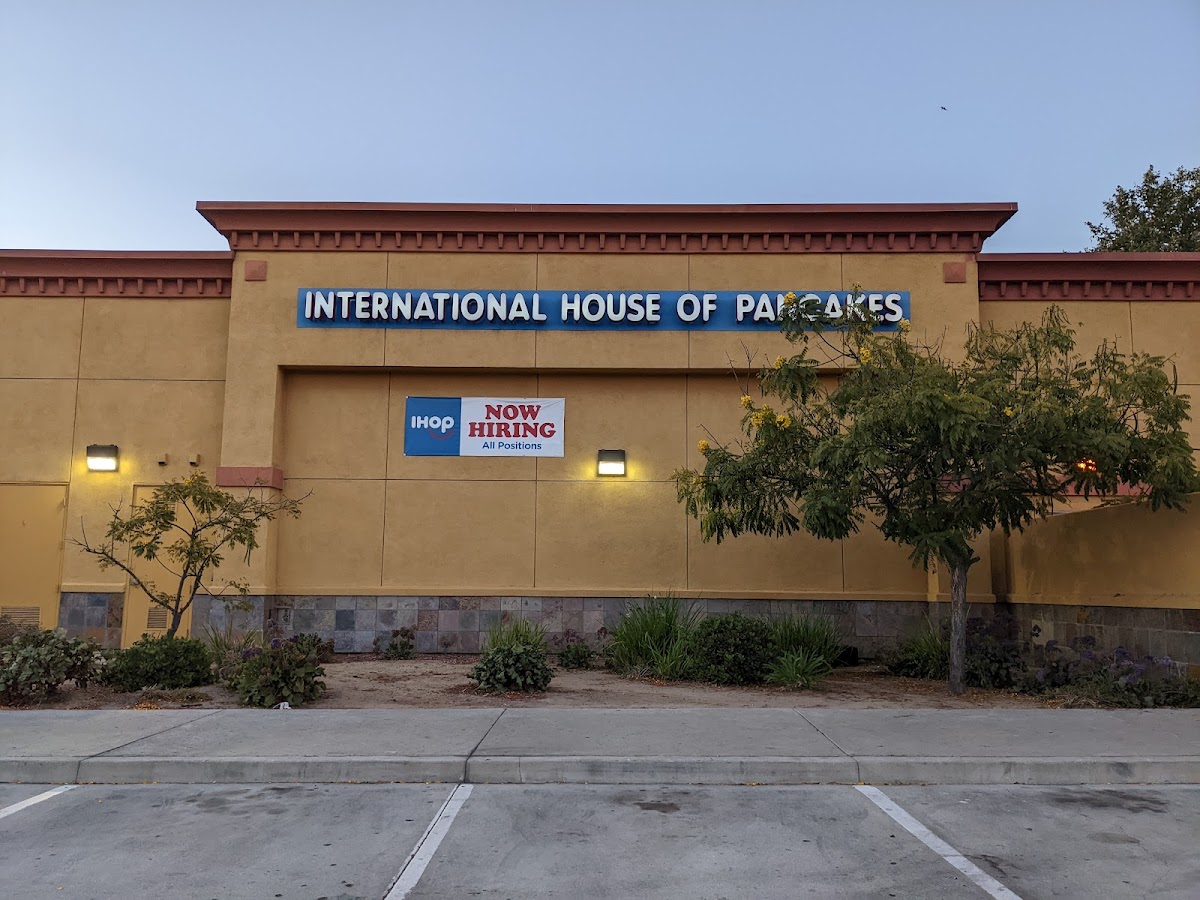 INTERNATIONAL HOUSE OF PANCAKES
IHOP
NOW
HIRING
All Positions